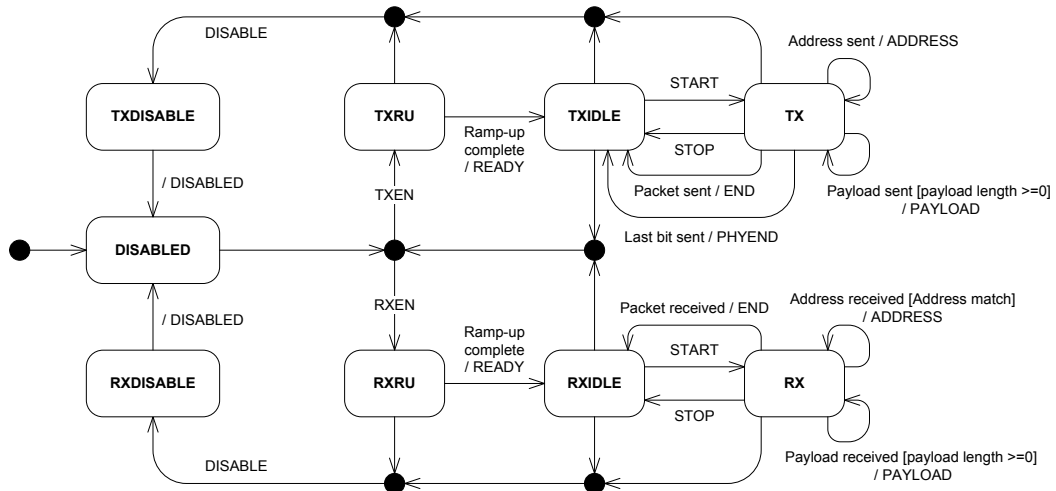 DISABLE
Address sent / ADDRESS
START
TXDISABLE
TXRU
TXIDLE
TX
Ramp-up
complete
/ READY
STOP
/ DISABLED
Packet sent / END
Payload sent [payload length >=0]
/ PAYLOAD
TXEN
Last bit sent / PHYEND
DISABLED
RXEN
Packet received / END
Address received [Address match]
/ ADDRESS
/ DISABLED
Ramp-up
complete
/ READY
START
RXDISABLE
RXRU
RXIDLE
RX
STOP
DISABLE
Payload received [payload length >=0]
/ PAYLOAD